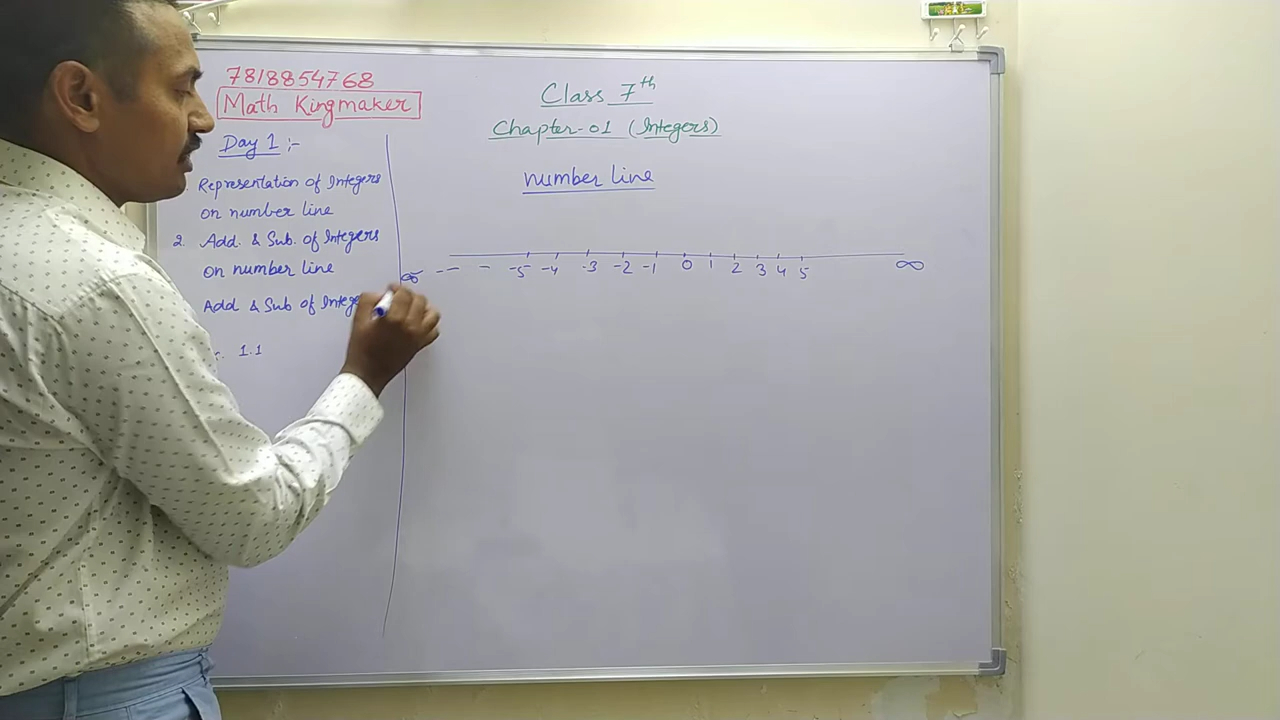 7818854768
Math Kingmaker
Day 1 :-
Representation of Integers
on number line
2. Add. & Sub. of Integers
on number line
Add & Sub of
1.1
Class 7th
Chapter-01 (Integers)
number line
∞ -- - - -5 -4 -3 -2 -1 0 1 2 3 4 5 ∞